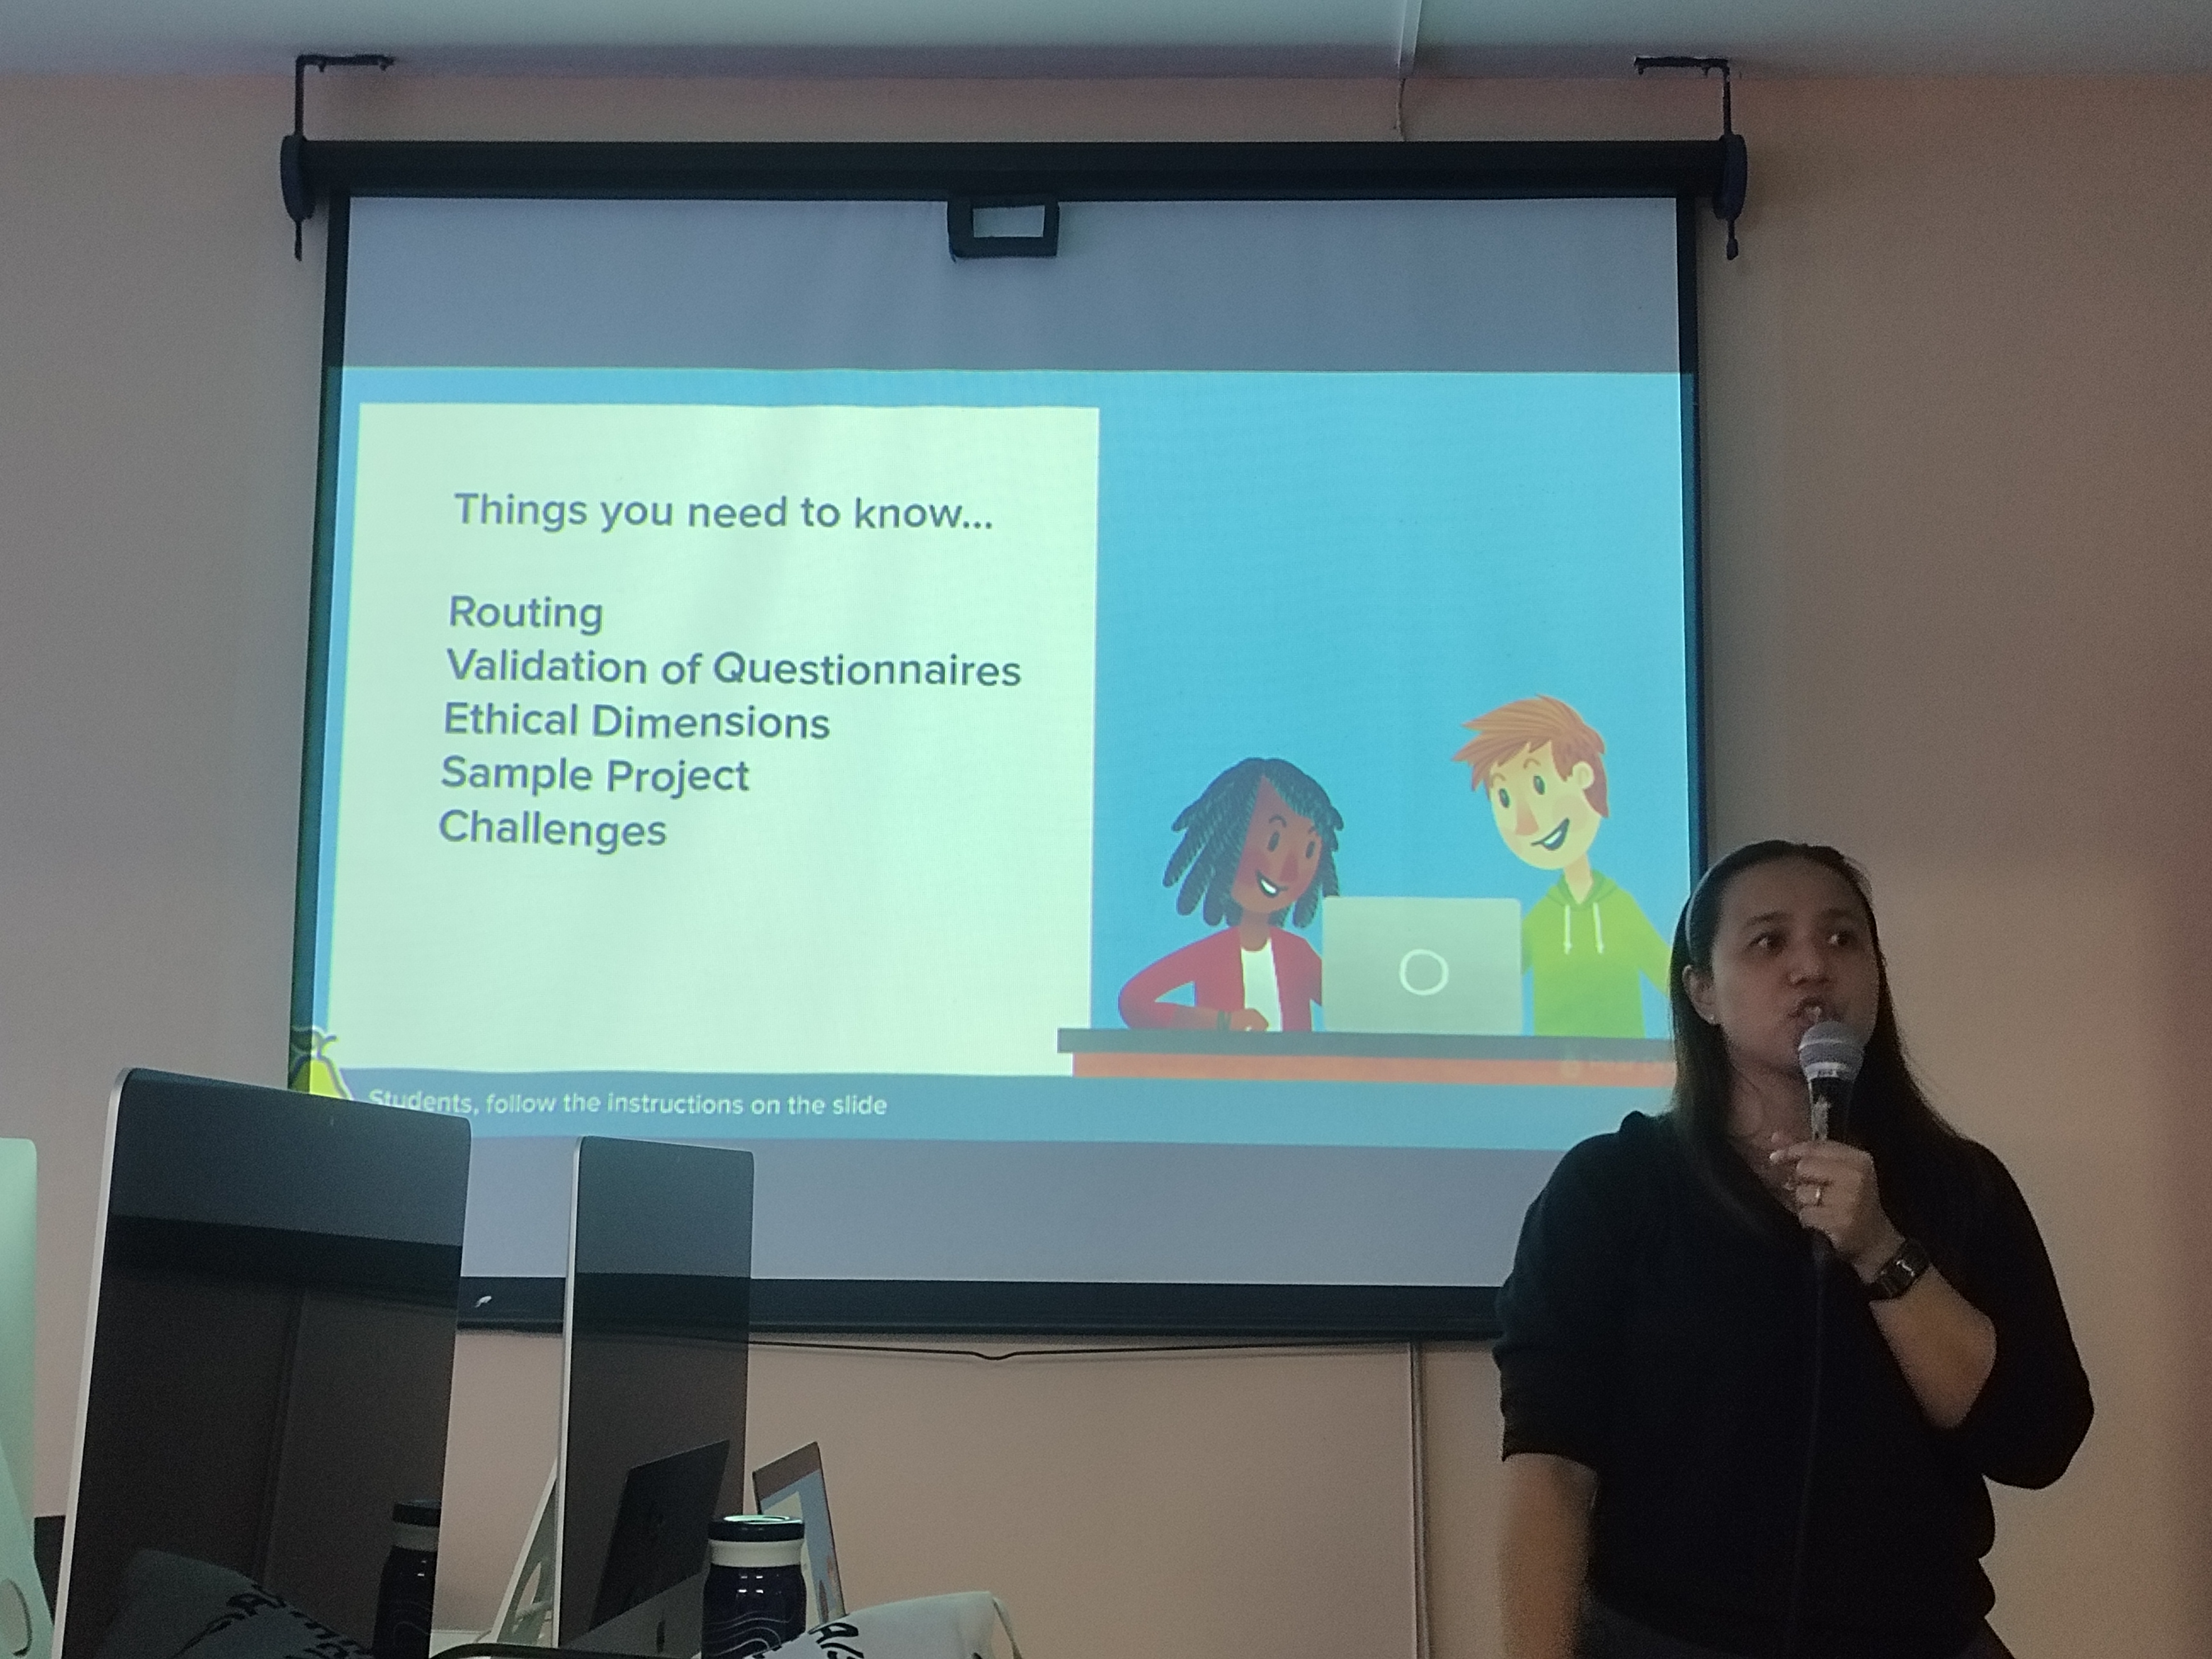 Things you need to know...
Routing
Validation of Questionnaires
Ethical Dimensions
Sample Project
Challenges
Students, follow the instructions on the slide